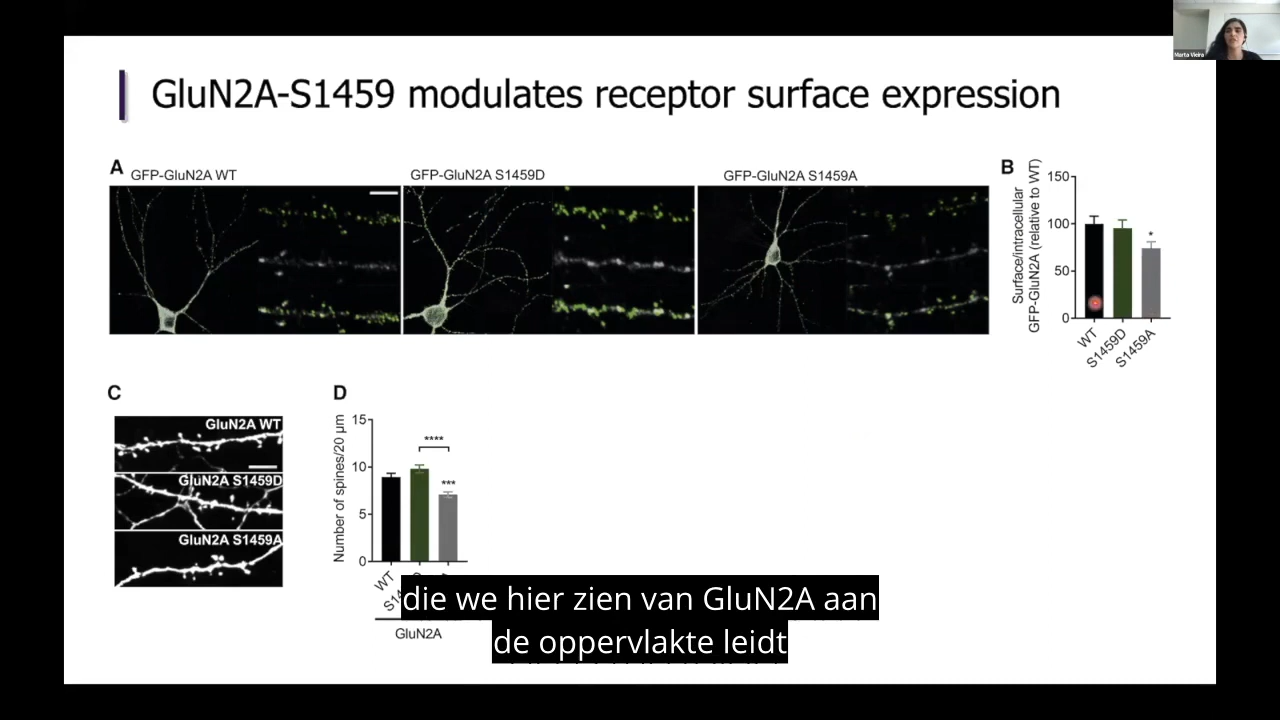 Marta Vieira
GluN2A-S1459 modulates receptor surface expression
A
GFP-GluN2A WT
GFP-GluN2A S1459D
GFP-GluN2A S1459A
B
Surface/intracellular
GFP-GluN2A (relative to WT)
150
100
50
0
*
WT
S1459D
S1459A
C
GluN2A WT
GluN2A S1459D
GluN2A S1459A
D
Number of spines/20 µm
15
10
5
0
****
***
WT
GluN2A
die we hier zien van GluN2A aan
de oppervlakte leidt